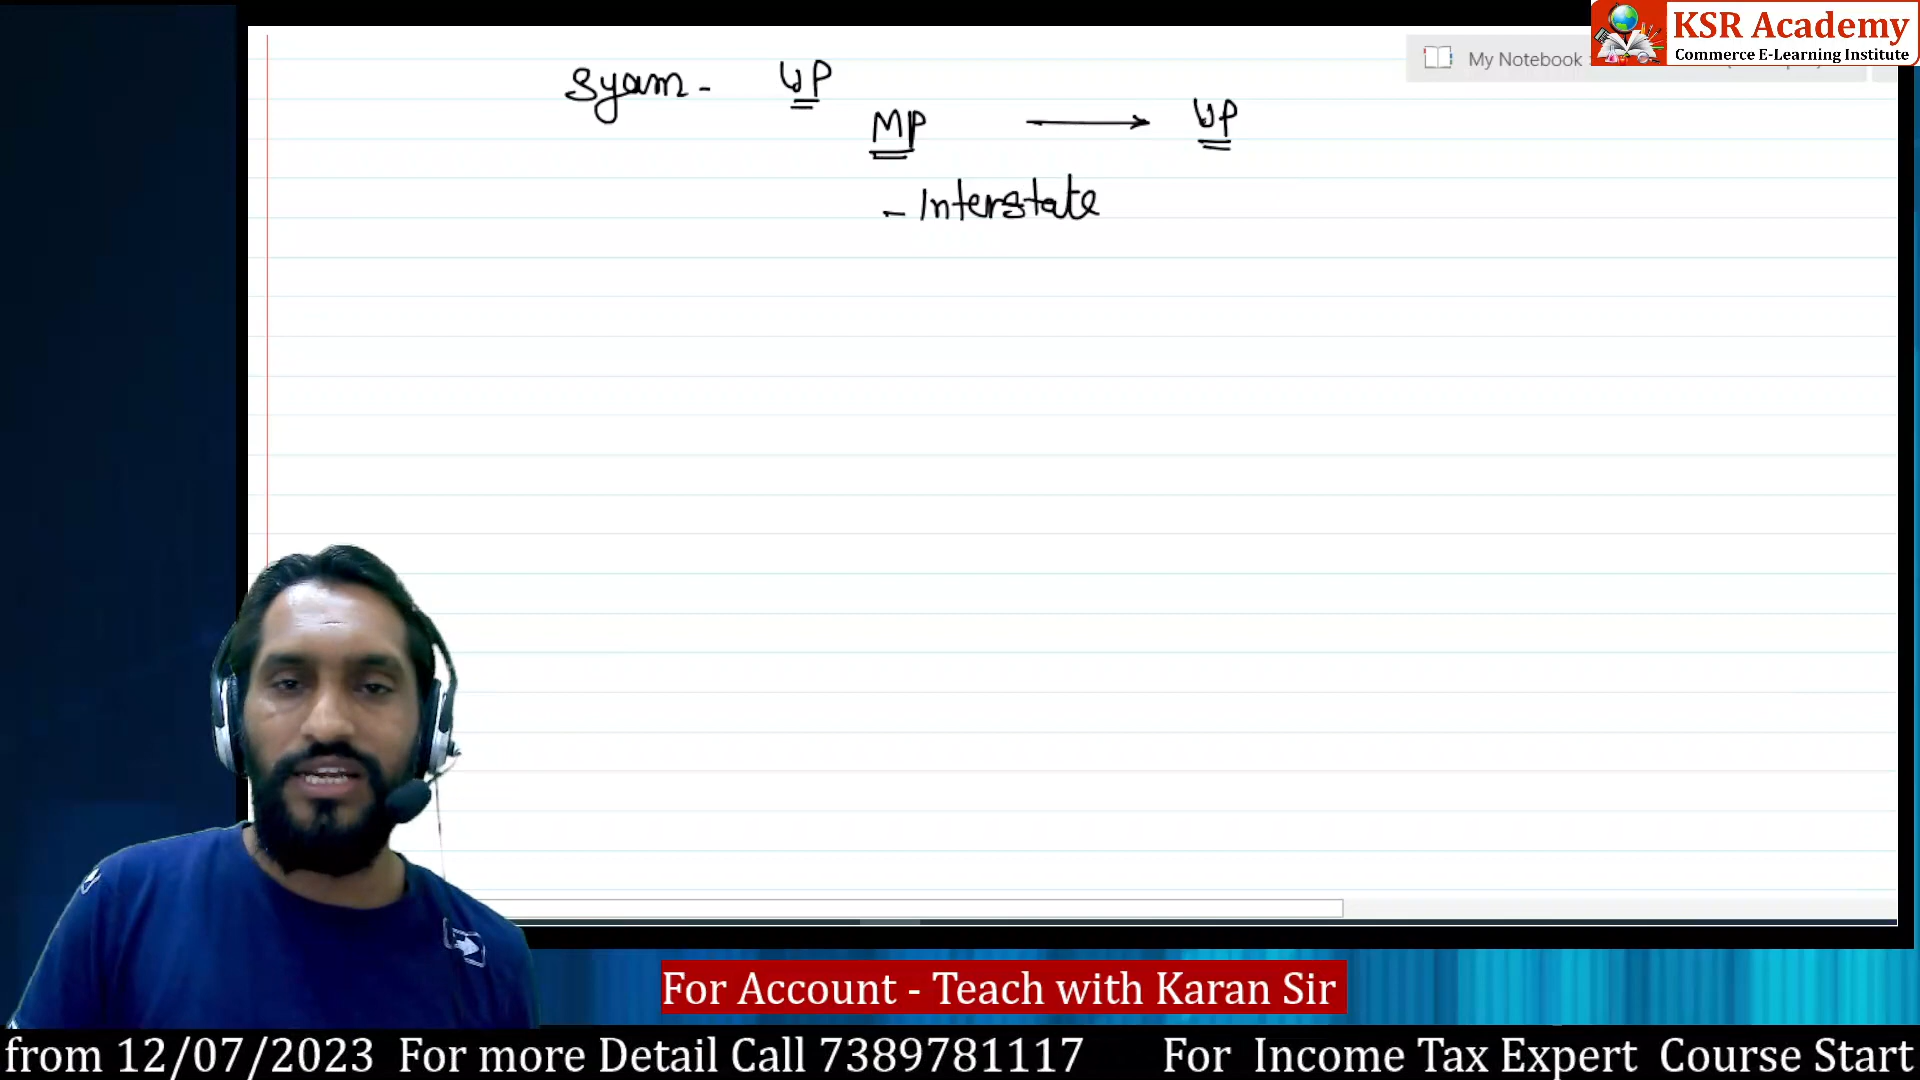 KSR Academy
Commerce E-Learning Institute
My Notebook
Syam - UP
MP → UP
- Interstate
For Account - Teach with Karan Sir
from 12/07/2023 For more Detail Call 7389781117 For Income Tax Expert Course Start